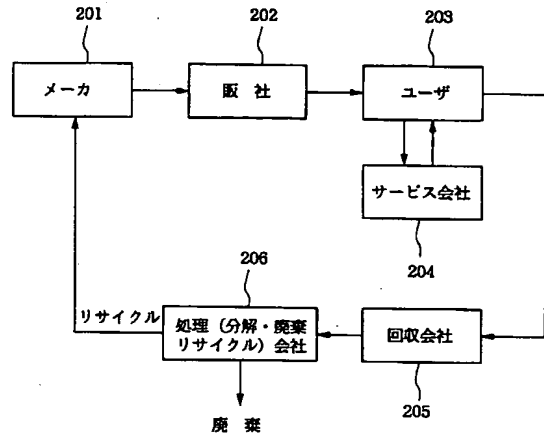 201
202
203
メーカ
販社
ユーザ
サービス会社
204
206
リサイクル
処理（分解・廃棄
リサイクル）会社
回収会社
205
廃棄